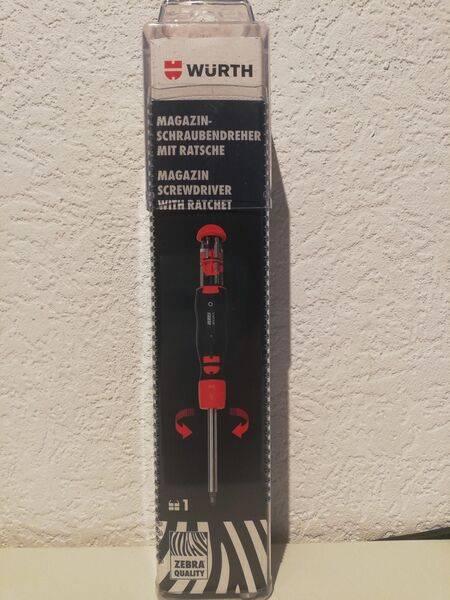 WÜRTH
MAGAZIN-
SCHRAUBENDREHER
MIT RATSCHE
MAGAZIN
SCREWDRIVER
WITH RATCHET
1
ZEBRA
QUALITY